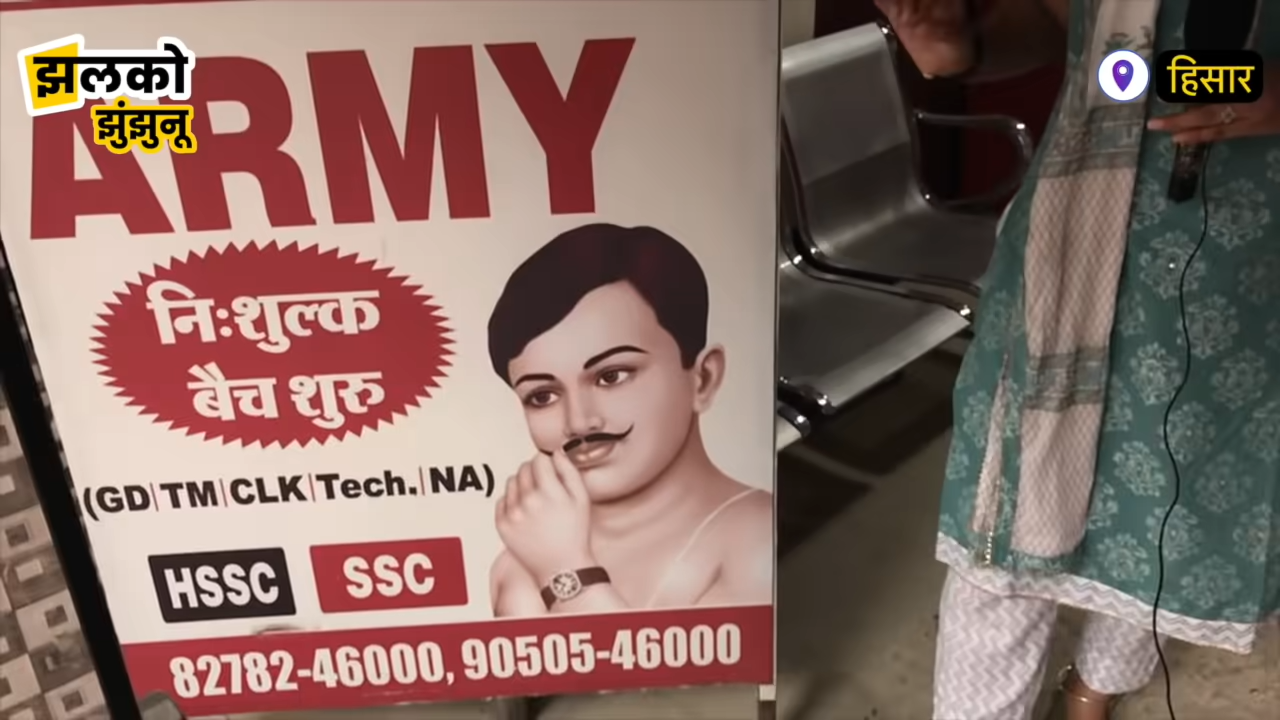 झलको
झुंझुनू
हिसार
ARMY
निःशुल्क
बैच शुरु
(GD|TM|CLK|Tech.|NA)
HSSC
SSC
82782-46000, 90505-46000